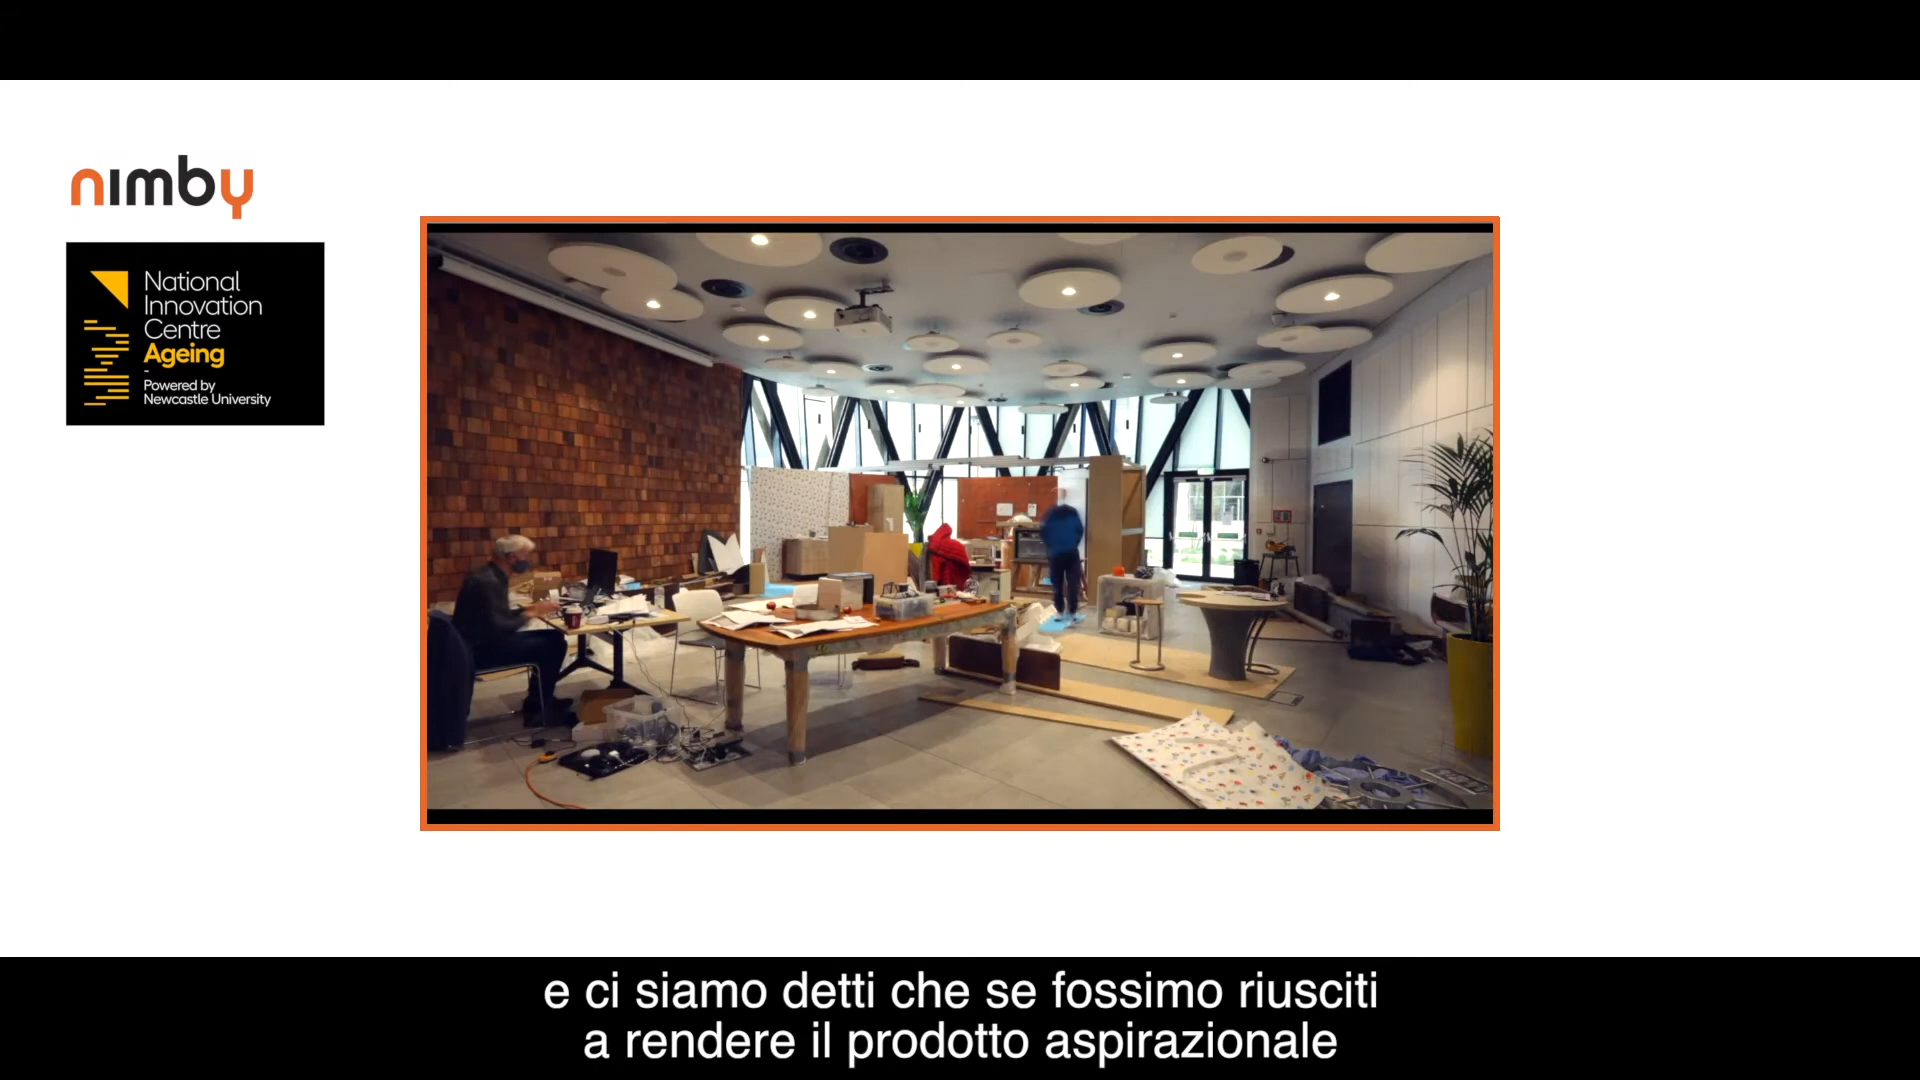 nimby
National
Innovation
Centre
Ageing
-
Powered by
Newcastle University
e ci siamo detti che se fossimo riusciti
a rendere il prodotto aspirazionale